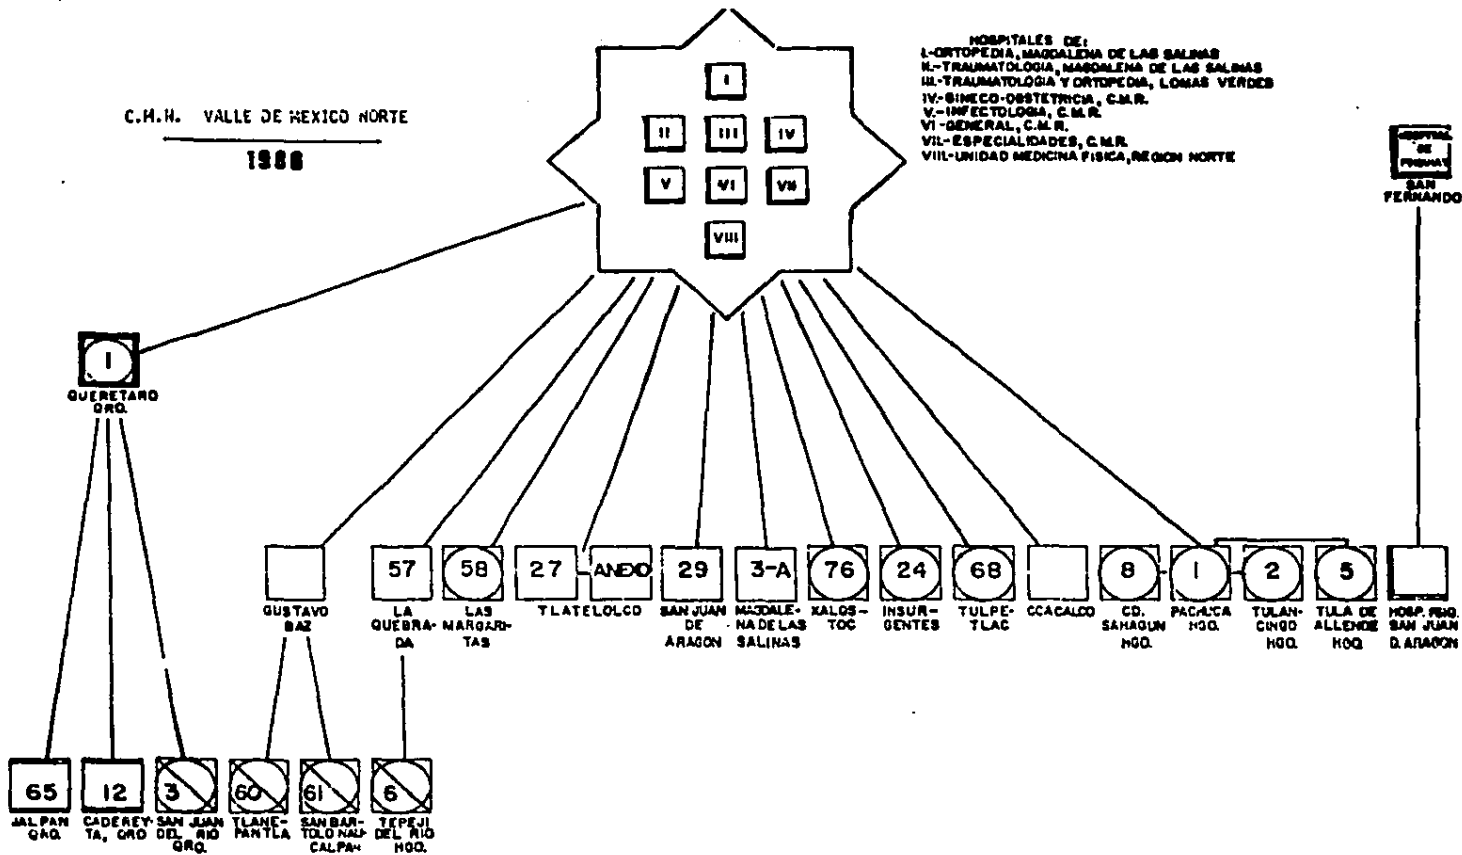 HOSPITALES DE:
I.-ORTOPEDIA, MAGDALENA DE LAS SALINAS
II.-TRAUMATOLOGIA, MAGDALENA DE LAS SALINAS
III.-TRAUMATOLOGIA Y ORTOPEDIA, LOMAS VERDES
IV.-GINECO-OBSTETRICIA, C.M.R.
V.-INFECTOLOGIA, C.M.R.
VI-GENERAL, C.M.R.
VII.-ESPECIALIDADES, C.M.R.
VIII.-UNIDAD MEDICINA FISICA, REGION NORTE
C.M.N. VALLE DE MEXICO NORTE
1986
I
II III IV
V VI VII
VIII
HOSPITAL
DE
SAN
FERNANDO
1
QUERETARO
QRO.
57
58
27
ANEXO
29
3-A
76
24
68
8
1
2
5
GUSTAVO
BAZ
LA
QUEBRA-
DA
LAS
MARGARI-
TAS
TLATELOLCO
SAN JUAN
DE
ARAGON
MAGDALE-
NA DE LAS
SALINAS
XALOS-
TOC
INSUR-
GENTES
TULPE-
TLAC
COACALCO
CD.
SAHAGUN
HGO.
PACHUCA
HGO.
TULAN-
CINGO
HGO.
TULA DE
ALLENDE
HGO.
HOSP. PSIQ.
SAN JUAN
D. ARAGON
65
12
3
60
61
6
JALPAN
QRO.
CADEREY-
TA, QRO
SAN JUAN
DEL RIO
QRO.
TLANE-
PANTLA
SAN BAR-
TOLO NAU-
CALPAN
TEPEJI
DEL RIO
HGO.